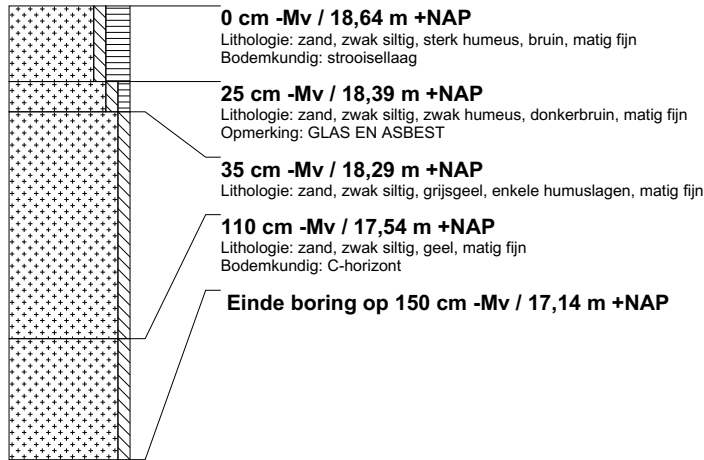 0 cm -Mv / 18,64 m +NAP
Lithologie: zand, zwak siltig, sterk humeus, bruin, matig fijn
Bodemkundig: strooisellaag
25 cm -Mv / 18,39 m +NAP
Lithologie: zand, zwak siltig, zwak humeus, donkerbruin, matig fijn
Opmerking: GLAS EN ASBEST
35 cm -Mv / 18,29 m +NAP
Lithologie: zand, zwak siltig, grijsgeel, enkele humuslagen, matig fijn
110 cm -Mv / 17,54 m +NAP
Lithologie: zand, zwak siltig, geel, matig fijn
Bodemkundig: C-horizont
Einde boring op 150 cm -Mv / 17,14 m +NAP